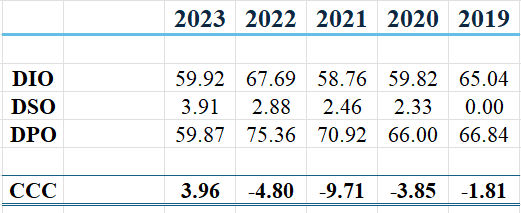 2023 2022 2021 2020 2019
DIO 59.92 67.69 58.76 59.82 65.04
DSO 3.91 2.88 2.46 2.33 0.00
DPO 59.87 75.36 70.92 66.00 66.84
CCC 3.96 -4.80 -9.71 -3.85 -1.81